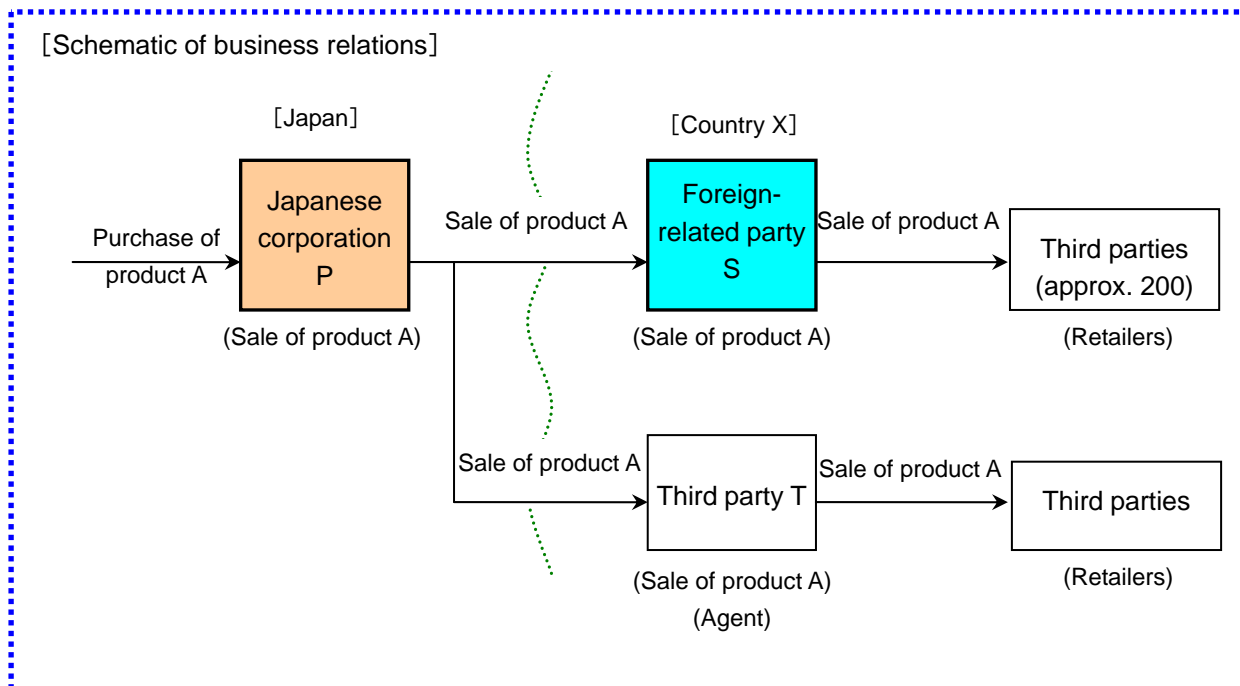 [Schematic of business relations]
[Japan]
[Country X]
Purchase of
product A
Japanese
corporation
P
(Sale of product A)
Sale of product A
Foreign-
related party
S
(Sale of product A)
Sale of product A
Third parties
(approx. 200)
(Retailers)
Sale of product A
Third party T
(Sale of product A)
(Agent)
Sale of product A
Third parties
(Retailers)